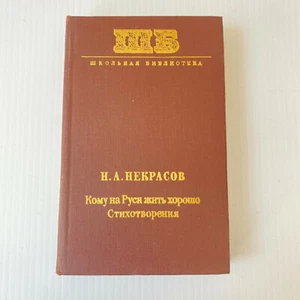 ШБ
ШКОЛЬНАЯ БИБЛИОТЕКА
Н.А.НЕКРАСОВ
Кому на Руси жить хорошо
Стихотворения